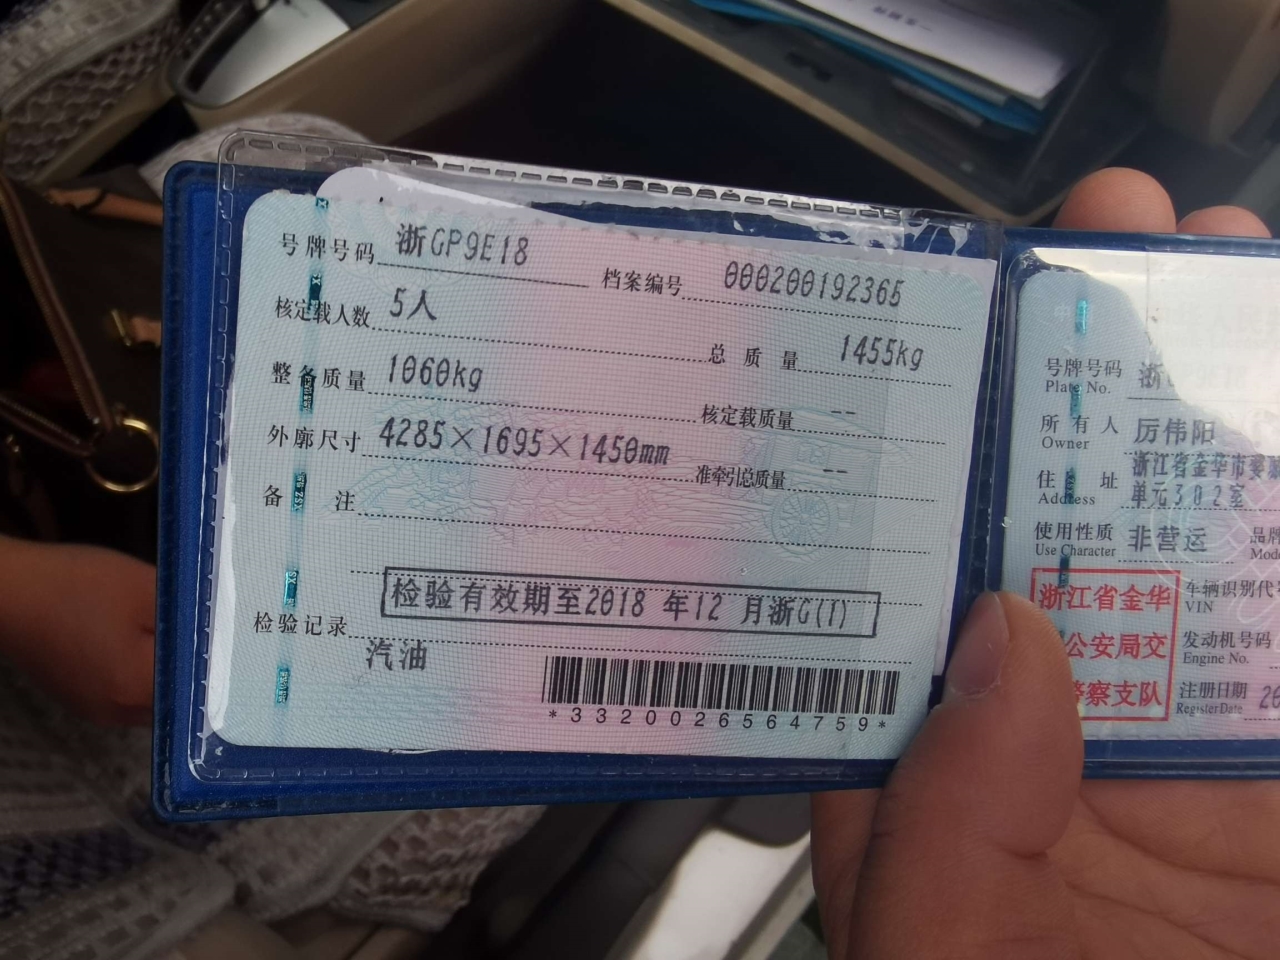 号牌号码 浙GP9E18 档案编号 000200192365
核定载人数 5人 总质量 1455kg
整备质量 1060kg 核定载质量 --
外廓尺寸 4285×1695×1450mm 准牵引总质量 --
备注
检验有效期至2018 年12 月浙G(T)
检验记录
汽油
*3320026564759*
号牌号码 浙
Plate No.
所有人 厉伟阳
Owner
住址 浙江省金华市婺
Address 单元302室
使用性质 非营运 品牌
Use Character Mode
浙江省金华
公安局交
警察支队
车辆识别代
VIN
发动机号码
Engine No.
注册日期 20
Register Date